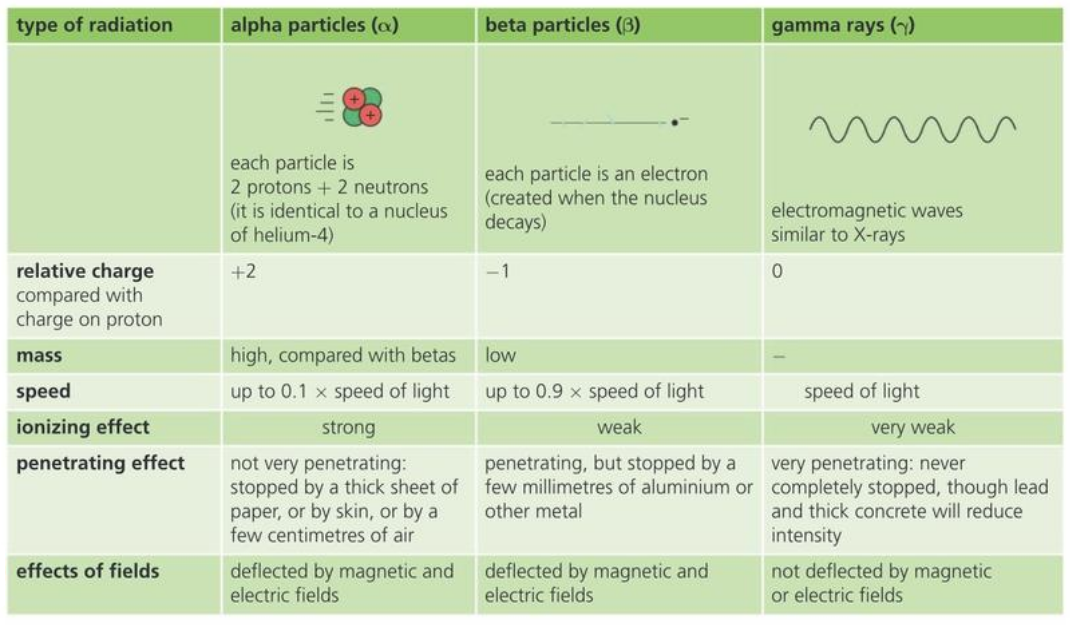 type of radiation
alpha particles (α)
beta particles (β)
gamma rays (γ)
+
+
−
each particle is
2 protons + 2 neutrons
(it is identical to a nucleus
of helium-4)
each particle is an electron
(created when the nucleus
decays)
electromagnetic waves
similar to X-rays
relative charge
compared with
charge on proton
+2
−1
0
mass
high, compared with betas
low
−
speed
up to 0.1 × speed of light
up to 0.9 × speed of light
speed of light
ionizing effect
strong
weak
very weak
penetrating effect
not very penetrating:
stopped by a thick sheet of
paper, or by skin, or by a
few centimetres of air
penetrating, but stopped by a
few millimetres of aluminium or
other metal
very penetrating: never
completely stopped, though lead
and thick concrete will reduce
intensity
effects of fields
deflected by magnetic and
electric fields
deflected by magnetic and
electric fields
not deflected by magnetic
or electric fields